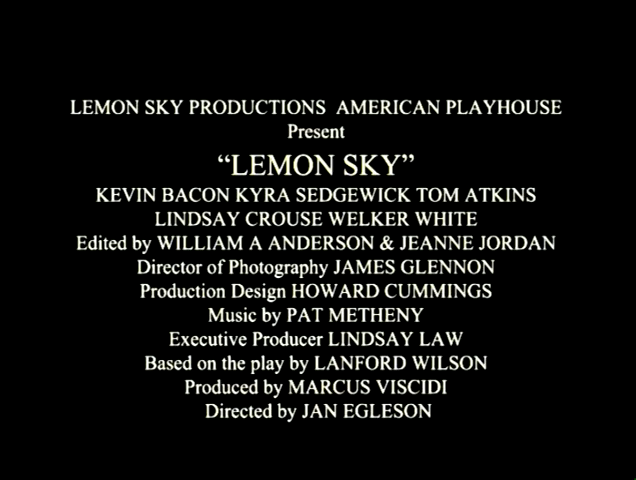 LEMON SKY PRODUCTIONS AMERICAN PLAYHOUSE
Present
“LEMON SKY”
KEVIN BACON KYRA SEDGEWICK TOM ATKINS
LINDSAY CROUSE WELKER WHITE
Edited by WILLIAM A ANDERSON & JEANNE JORDAN
Director of Photography JAMES GLENNON
Production Design HOWARD CUMMINGS
Music by PAT METHENY
Executive Producer LINDSAY LAW
Based on the play by LANFORD WILSON
Produced by MARCUS VISCIDI
Directed by JAN EGLESON